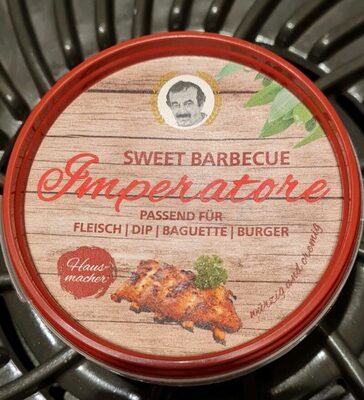 SWEET BARBECUE
Imperatore
PASSEND FÜR
FLEISCH | DIP | BAGUETTE | BURGER
Haus-
macher
würzig und cremig